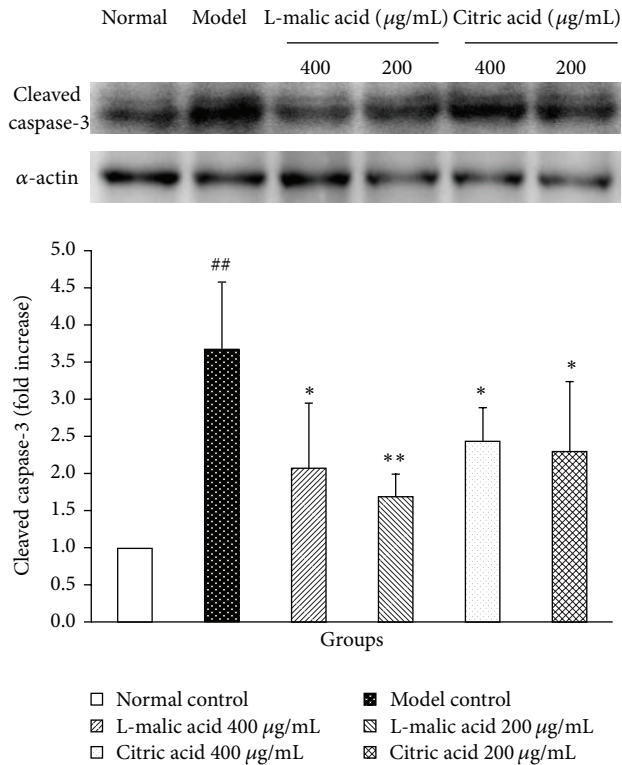 Normal Model L-malic acid (μg/mL) Citric acid (μg/mL)
400 200 400 200
Cleaved
caspase-3
α-actin
5.0
4.5
4.0
3.5
3.0
2.5
2.0
1.5
1.0
0.5
0.0
Cleaved caspase-3 (fold increase)
##
*
**
*
*
Groups
Normal control
Model control
L-malic acid 400 μg/mL
L-malic acid 200 μg/mL
Citric acid 400 μg/mL
Citric acid 200 μg/mL